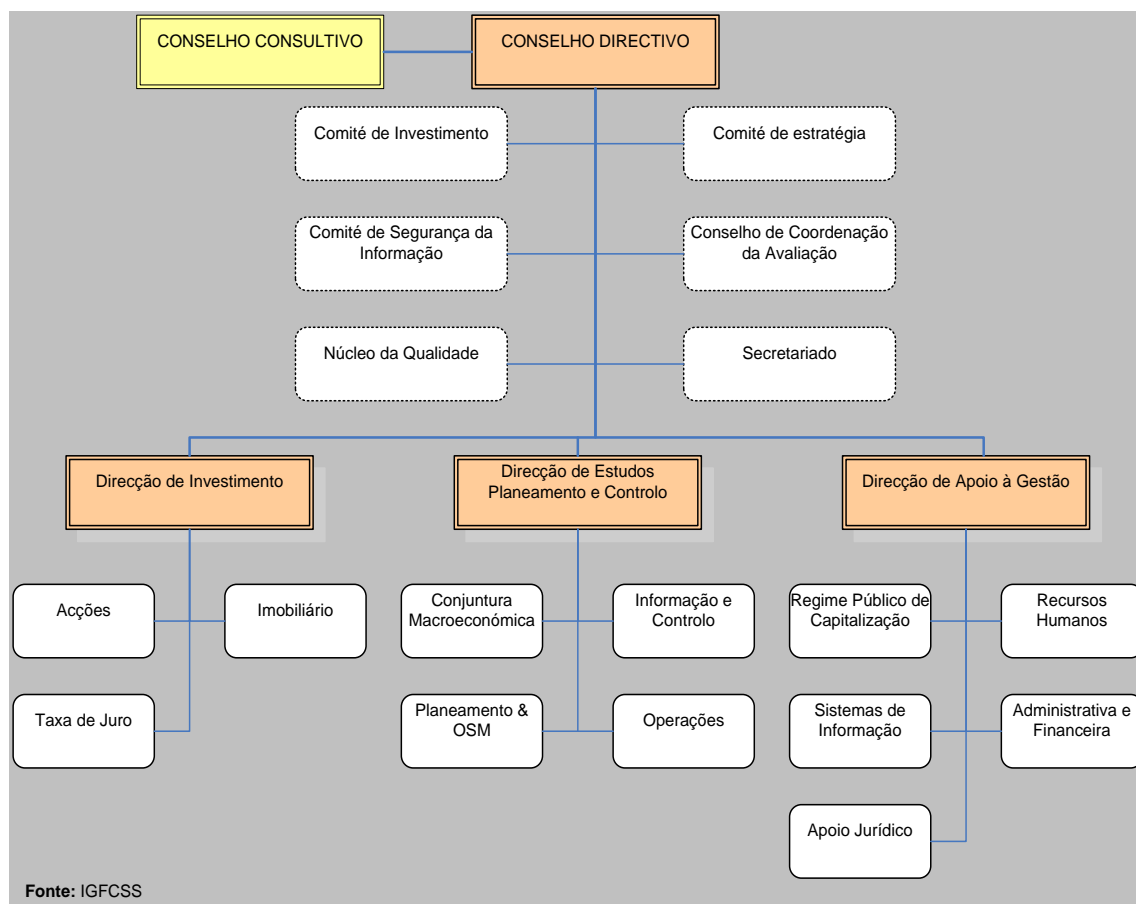 CONSELHO CONSULTIVO
CONSELHO DIRECTIVO
Comité de Investimento
Comité de estratégia
Comité de Segurança da
Informação
Conselho de Coordenação
da Avaliação
Núcleo da Qualidade
Secretariado
Direcção de Investimento
Direcção de Estudos
Planeamento e Controlo
Direcção de Apoio à Gestão
Acções
Imobiliário
Conjuntura
Macroeconómica
Informação e
Controlo
Regime Público de
Capitalização
Recursos
Humanos
Taxa de Juro
Planeamento &
OSM
Operações
Sistemas de
Informação
Administrativa e
Financeira
Apoio Jurídico
Fonte: IGFCSS